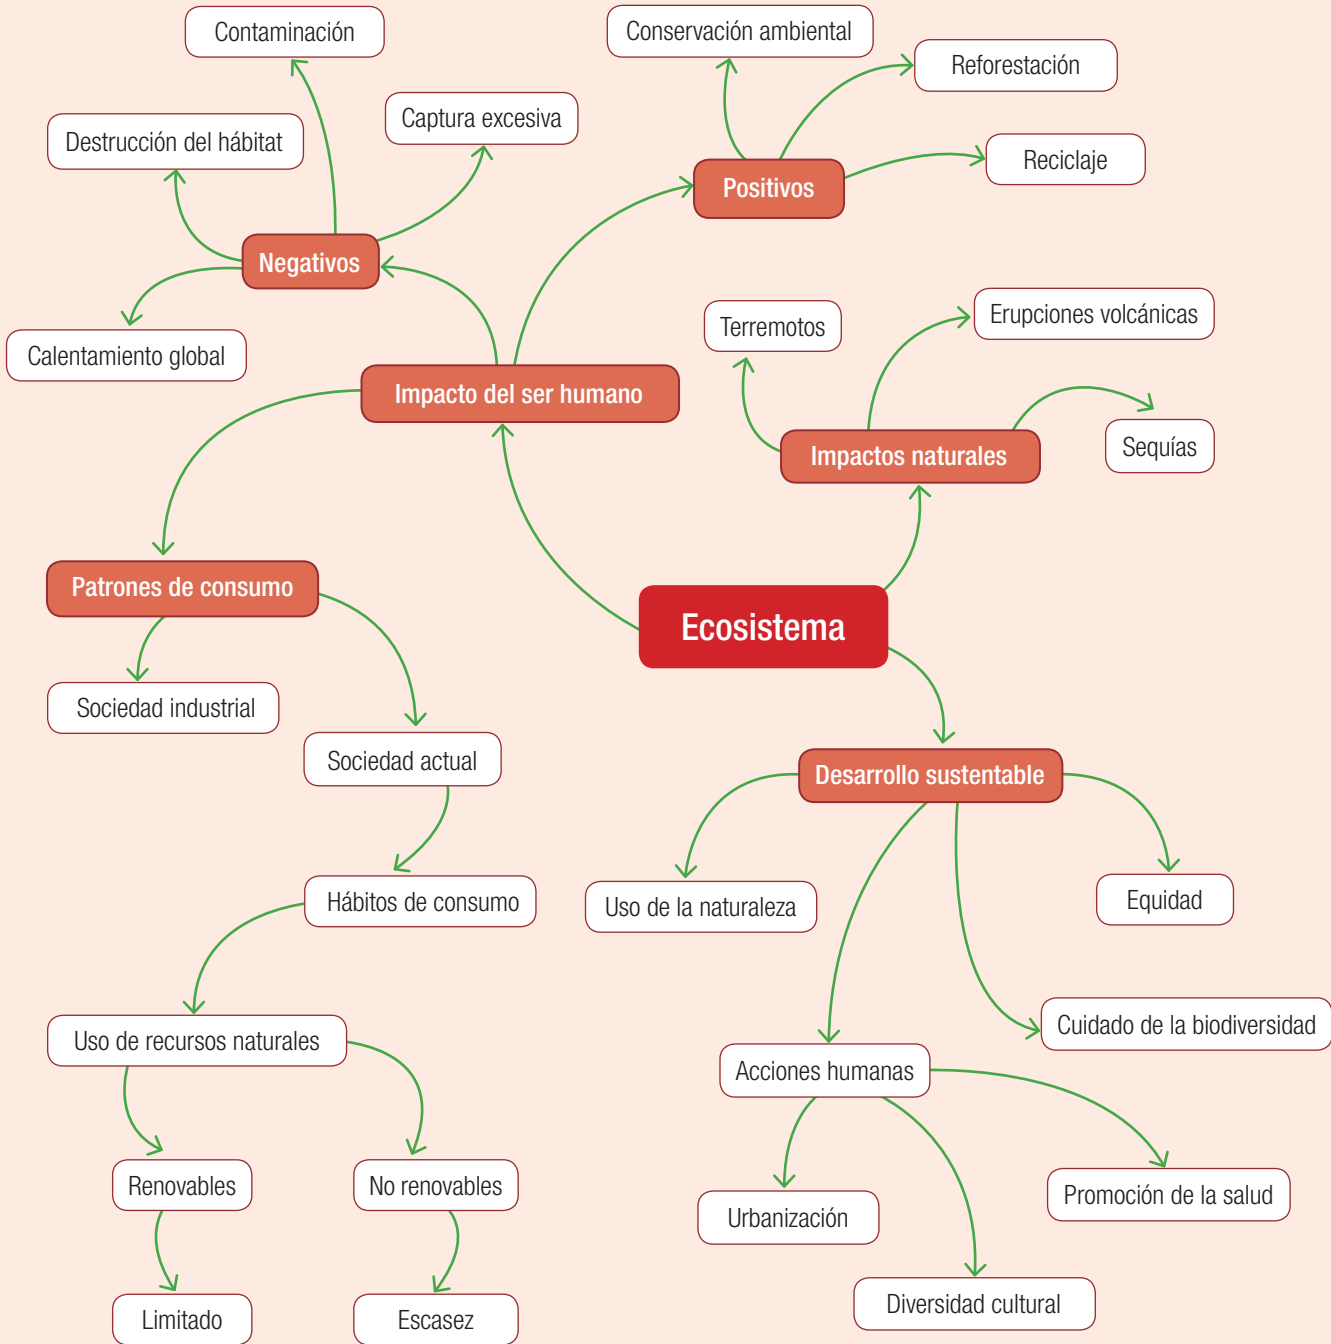 Contaminación
Conservación ambiental
Reforestación
Captura excesiva
Destrucción del hábitat
Reciclaje
Positivos
Negativos
Erupciones volcánicas
Terremotos
Calentamiento global
Impacto del ser humano
Impactos naturales
Sequías
Patrones de consumo
Ecosistema
Sociedad industrial
Sociedad actual
Desarrollo sustentable
Hábitos de consumo
Uso de la naturaleza
Equidad
Uso de recursos naturales
Cuidado de la biodiversidad
Acciones humanas
Renovables
No renovables
Promoción de la salud
Urbanización
Diversidad cultural
Limitado
Escasez